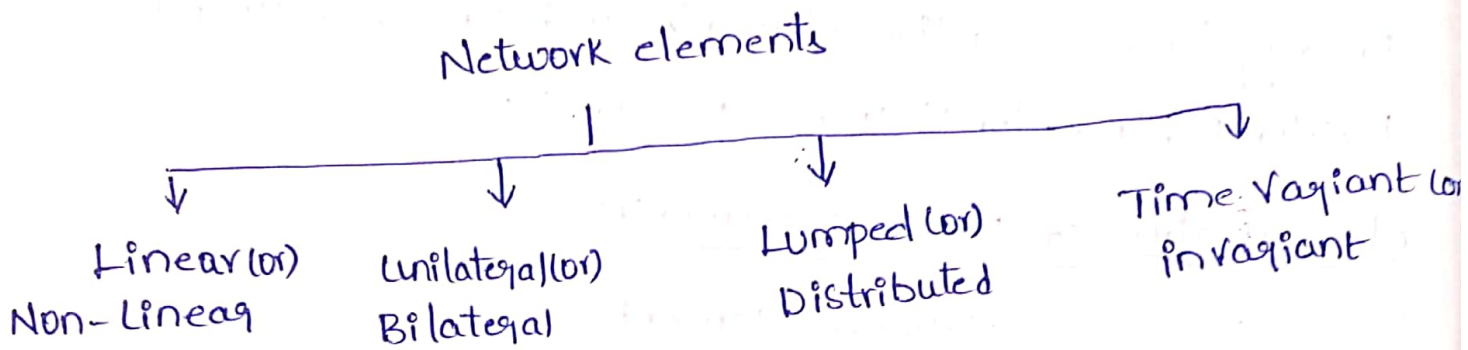 Network elements
Linear (or)
Non-Linear
Unilateral (or)
Bilateral
Lumped (or)
Distributed
Time Variant (or
invariant